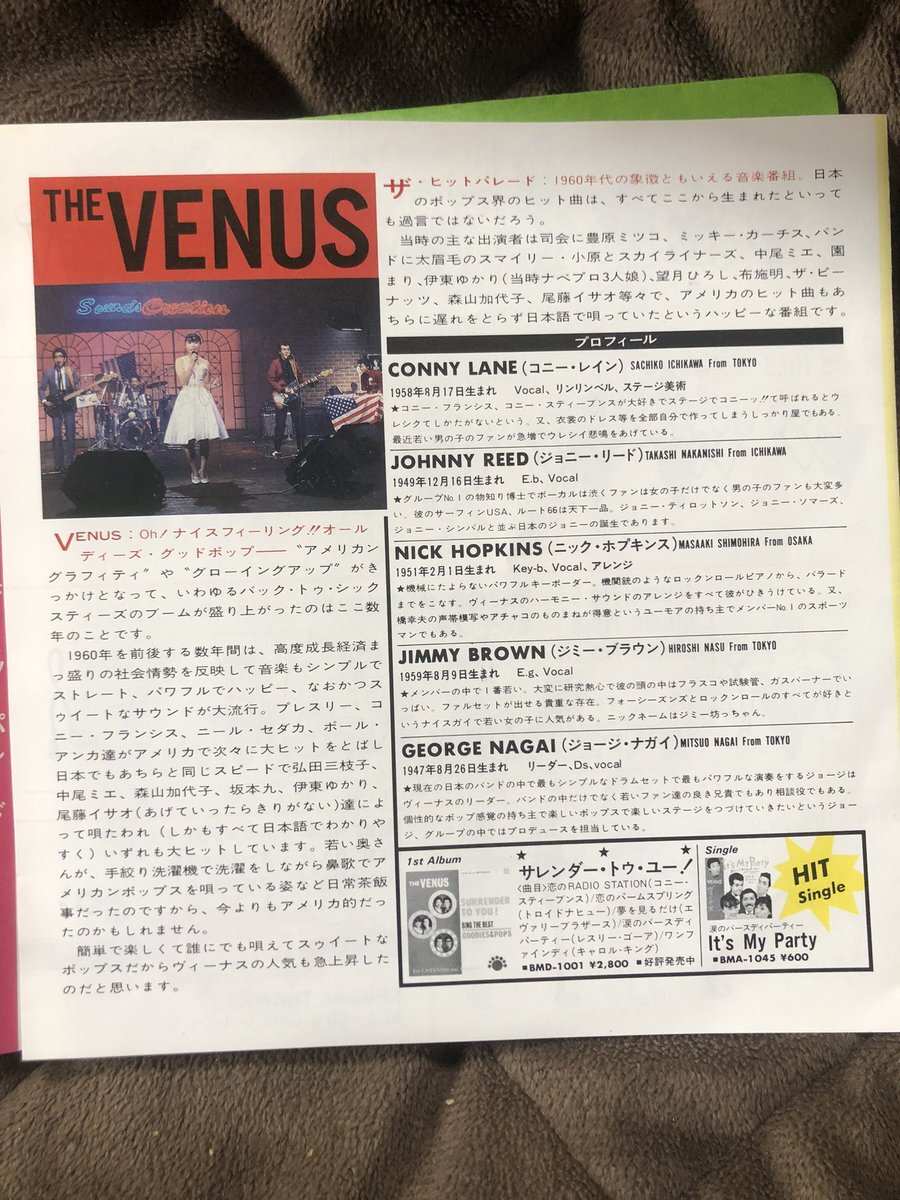 THE VENUS
Sounds Creation
VENUS：Oh！ナイスフィーリング!!オール
ディーズ・グッドポップ── “アメリカン
グラフィティ”や“グローイングアップ”がき
っかけとなって、いわゆるバック・トゥ・シック
スティーズのブームが盛り上がったのはここ数
年のことです。
1960年を前後する数年間は、高度成長経済ま
っ盛りの社会情勢を反映して音楽もシンプルで
ストレート、パワフルでハッピー、なおかつス
ウィートなサウンドが大流行。プレスリー、コ
ニー・フランシス、ニール・セダカ、ポール・
アンカ達がアメリカで次々に大ヒットをとばし
日本でもあちらと同じスピードで弘田三枝子、
中尾ミエ、森山加代子、坂本九、伊東ゆかり、
尾藤イサオ(あげていったらきりがない)達によ
って唄たわれ（しかもすべて日本語でわかりや
すく）いずれも大ヒットしています。若い奥さ
んが、手絞り洗濯機で洗濯をしながら鼻歌でア
メリカンポップスを唄っている姿など日常茶飯
事だったのですから、今よりもアメリカ的だっ
たのかもしれません。
簡単で楽しくて誰にでも唄えてスゥイートな
ポップスだからヴィーナスの人気も急上昇した
のだと思います。
ザ・ヒットパレード：1960年代の象徴ともいえる音楽番組。日本
のポップス界のヒット曲は、すべてここから生まれたといって
も過言ではないだろう。
当時の主な出演者は司会に豊原ミツコ、ミッキー・カーチス、バン
ドに太眉毛のスマイリー・小原とスカイライナーズ、中尾ミエ、園
まり、伊東ゆかり(当時ナベプロ3人娘)、望月ひろし、布施明、ザ・ピー
ナッツ、森山加代子、尾藤イサオ等々で、アメリカのヒット曲もあ
ちらに遅れをとらず日本語で唄っていたというハッピーな番組です。
プロフィール
CONNY LANE（コニー・レイン） SACHIKO ICHIKAWA From TOKYO
1958年8月17日生まれ Vocal、リンリンベル、ステージ美術
★コニー・フランシス、コニー・スティーブンスが大好きでステージでコニーッ!!て呼ばれるとウ
レシクてしかたがないという。又、衣裳のドレス等を全部自分で作ってしまうしっかり屋でもある。
最近若い男の子のファンが急増でウレシイ悲鳴をあげている。
JOHNNY REED（ジョニー・リード） TAKASHI NAKANISHI From ICHIKAWA
1949年12月16日生まれ E.b、Vocal
★グループNo.1の物知り博士でボーカルは渋くファンは女の子だけでなく男の子のファンも大変多
い。彼のサーフィンUSA、ルート66は天下一品。ジョニー・ティロットソン、ジョニー・ソマーズ、
ジョニー・シンバルと並ぶ日本のジョニーの誕生であります。
NICK HOPKINS（ニック・ホプキンス） MASAAKI SHIMOHIRA From OSAKA
1951年2月1日生まれ Key-b、Vocal、アレンジ
★機械にたよらないパワフルキーボーダー。機関銃のようなロックンロールピアノから、バラード
までをこなす。ヴィーナスのハーモニー・サウンドのアレンジをすべて彼がひきうけている。又、
橋幸夫の声帯模写やアチャコのものまねが得意というユーモアの持ち主でメンバーNo.1のスポーツ
マンでもある。
JIMMY BROWN（ジミー・ブラウン） HIROSHI NASU From TOKYO
1959年8月9日生まれ E.g、Vocal
★メンバーの中で1番若い。大変に研究熱心で彼の頭の中はフラスコや試験管、ガスバーナーでい
っぱい。ファルセットが出せる貴重な存在。フォーシーズンズとロックンロールのすべてが好きと
いうナイスガイで若い女の子に人気がある。ニックネームはジミー坊っちゃん。
GEORGE NAGAI（ジョージ・ナガイ） MITSUO NAGAI From TOKYO
1947年8月26日生まれ リーダー、Ds、vocal
★現在の日本のバンドの中で最もシンプルなドラムセットで最もパワフルな演奏をするジョージは
ヴィーナスのリーダー。バンドの中だけでなく若いファン達の良き兄貴でもあり相談役でもある。
個性的なポップ感覚の持ち主で楽しいポップスで楽しいステージをつづけていきたいというジョー
ジ、グループの中ではプロデュースを担当している。
1st Album
THE VENUS
SURRENDER
TO YOU!
SING THE BEST
GOODIES&POPS
★ ★ ★
サレンダー・トゥ・ユー！
〈曲目〉恋のRADIO STATION(コニー・
スティーブンス)/恋のパームスプリング
(トロイドナヒュー)/夢を見るだけ(エ
ヴァリーブラザース)/涙のバースディ
パーティー(レスリー・ゴーア)/ワンフ
ァインディ(キャロル・キング)
■BMD-1001 ¥2,800 ■好評発売中
Single
It's My Party
HIT
Single
涙のバースディパーティー
It's My Party
■BMA-1045 ¥600